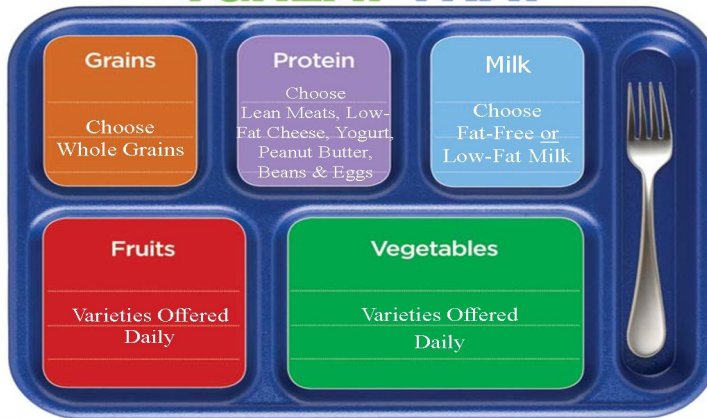 Grains
Choose
Whole Grains
Protein
Choose
Lean Meats, Low-
Fat Cheese, Yogurt,
Peanut Butter,
Beans & Eggs
Milk
Choose
Fat-Free or
Low-Fat Milk
Fruits
Varieties Offered
Daily
Vegetables
Varieties Offered
Daily